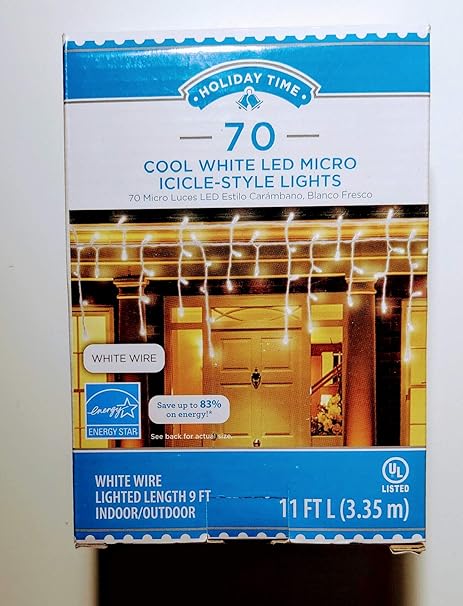 HOLIDAY TIME
70
COOL WHITE LED MICRO
ICICLE-STYLE LIGHTS
70 Micro Luces LED Estilo Carámbano, Blanco Fresco
WHITE WIRE
energy
ENERGY STAR
Save up to 83%
on energy!*
See back for actual size.
WHITE WIRE
LIGHTED LENGTH 9 FT
INDOOR/OUTDOOR
UL
LISTED
11 FT L (3.35 m)